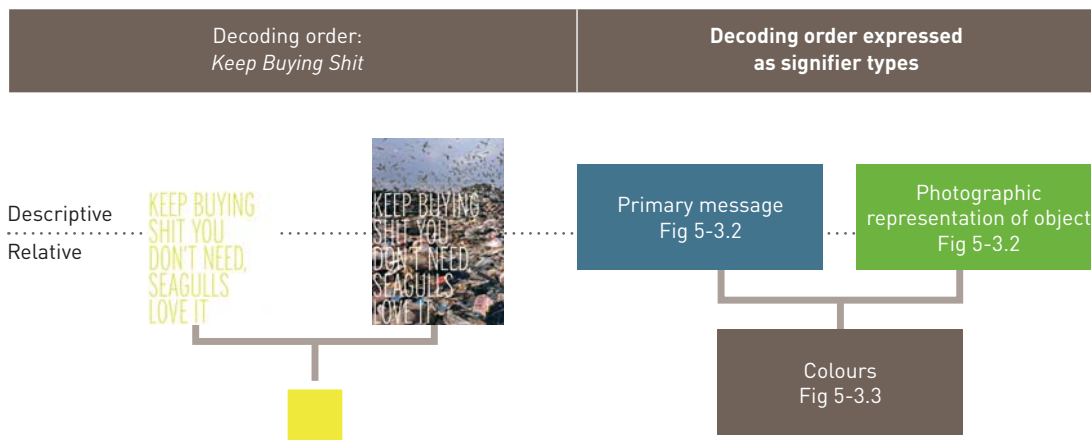 Decoding order:
Keep Buying Shit
Decoding order expressed
as signifier types
Descriptive
Relative
KEEP BUYING
SHIT YOU
DON'T NEED,
SEAGULLS
LOVE IT
KEEP BUYING
SHIT YOU
DON'T NEED,
SEAGULLS
LOVE IT
Primary message
Fig 5-3.2
Photographic
representation of object
Fig 5-3.2
Colours
Fig 5-3.3